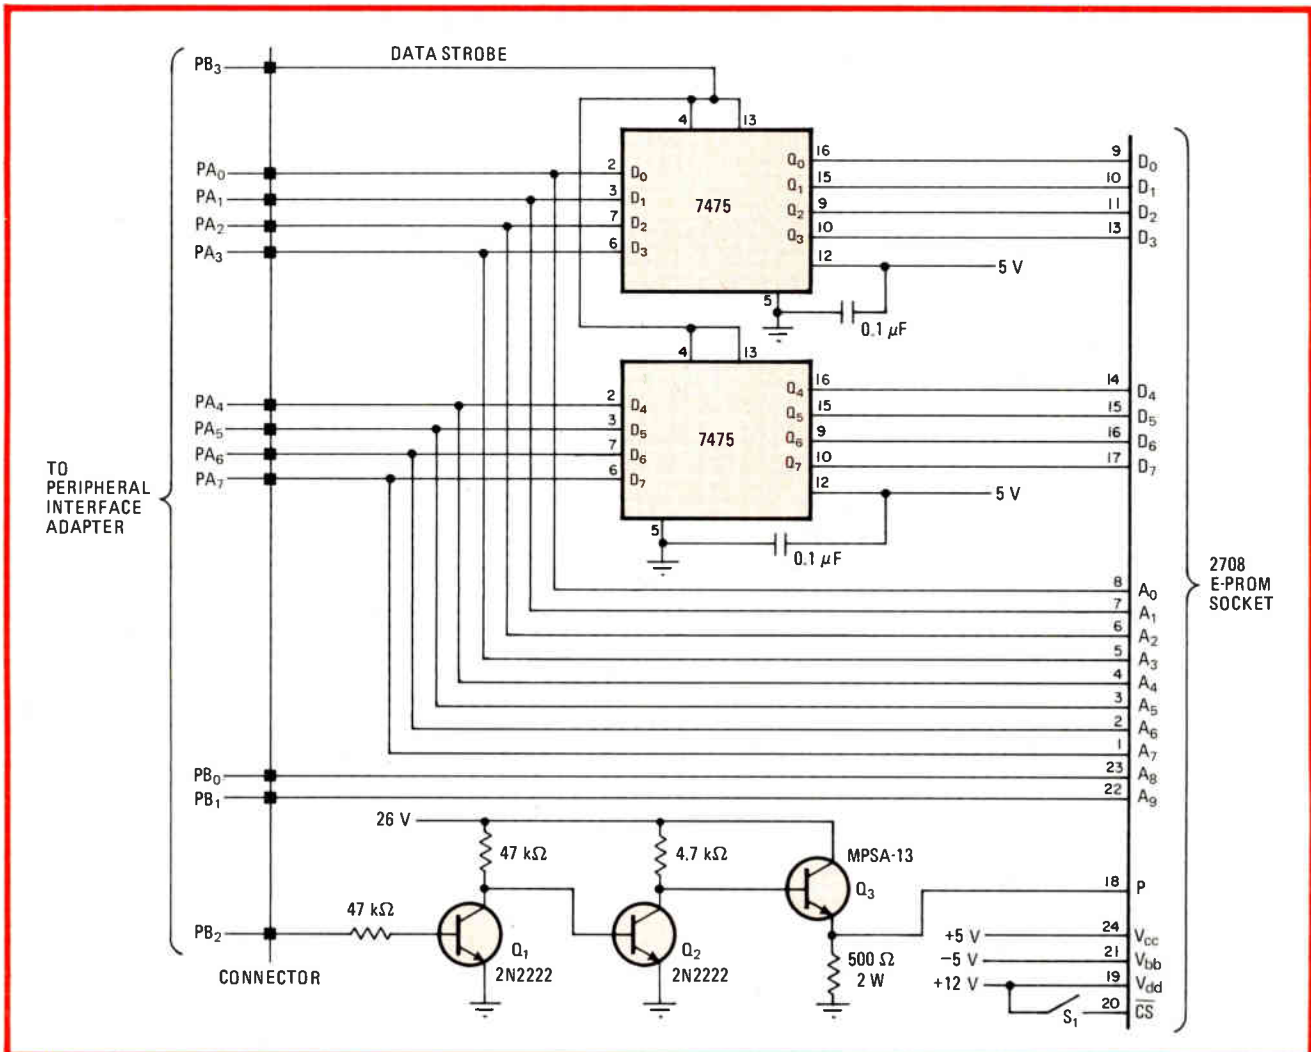 DATA STROBE
PB3
4 13
PA0 2 D0 Q0 16 9 D0
PA1 3 D1 Q1 15 10 D1
7475
PA2 7 D2 Q2 9 11 D2
PA3 6 D3 Q3 10 13 D3
12 5 V
5
0.1 μF
4 13
PA4 2 D4 Q4 16 14 D4
PA5 3 D5 Q5 15 15 D5
7475
PA6 7 D6 Q6 9 16 D6
PA7 6 D7 Q7 10 17 D7
12 5 V
5
0.1 μF
TO
PERIPHERAL
INTERFACE
ADAPTER
2708
E-PROM
SOCKET
8 A0
7 A1
6 A2
5 A3
4 A4
3 A5
2 A6
1 A7
PB0 23 A8
PB1 22 A9
26 V
47 kΩ
4.7 kΩ
MPSA-13
Q3
18 P
47 kΩ
PB2
Q1
2N2222
Q2
2N2222
500 Ω
2 W
+5 V 24 Vcc
−5 V 21 Vbb
+12 V 19 Vdd
S1 20 C̅S̅
CONNECTOR